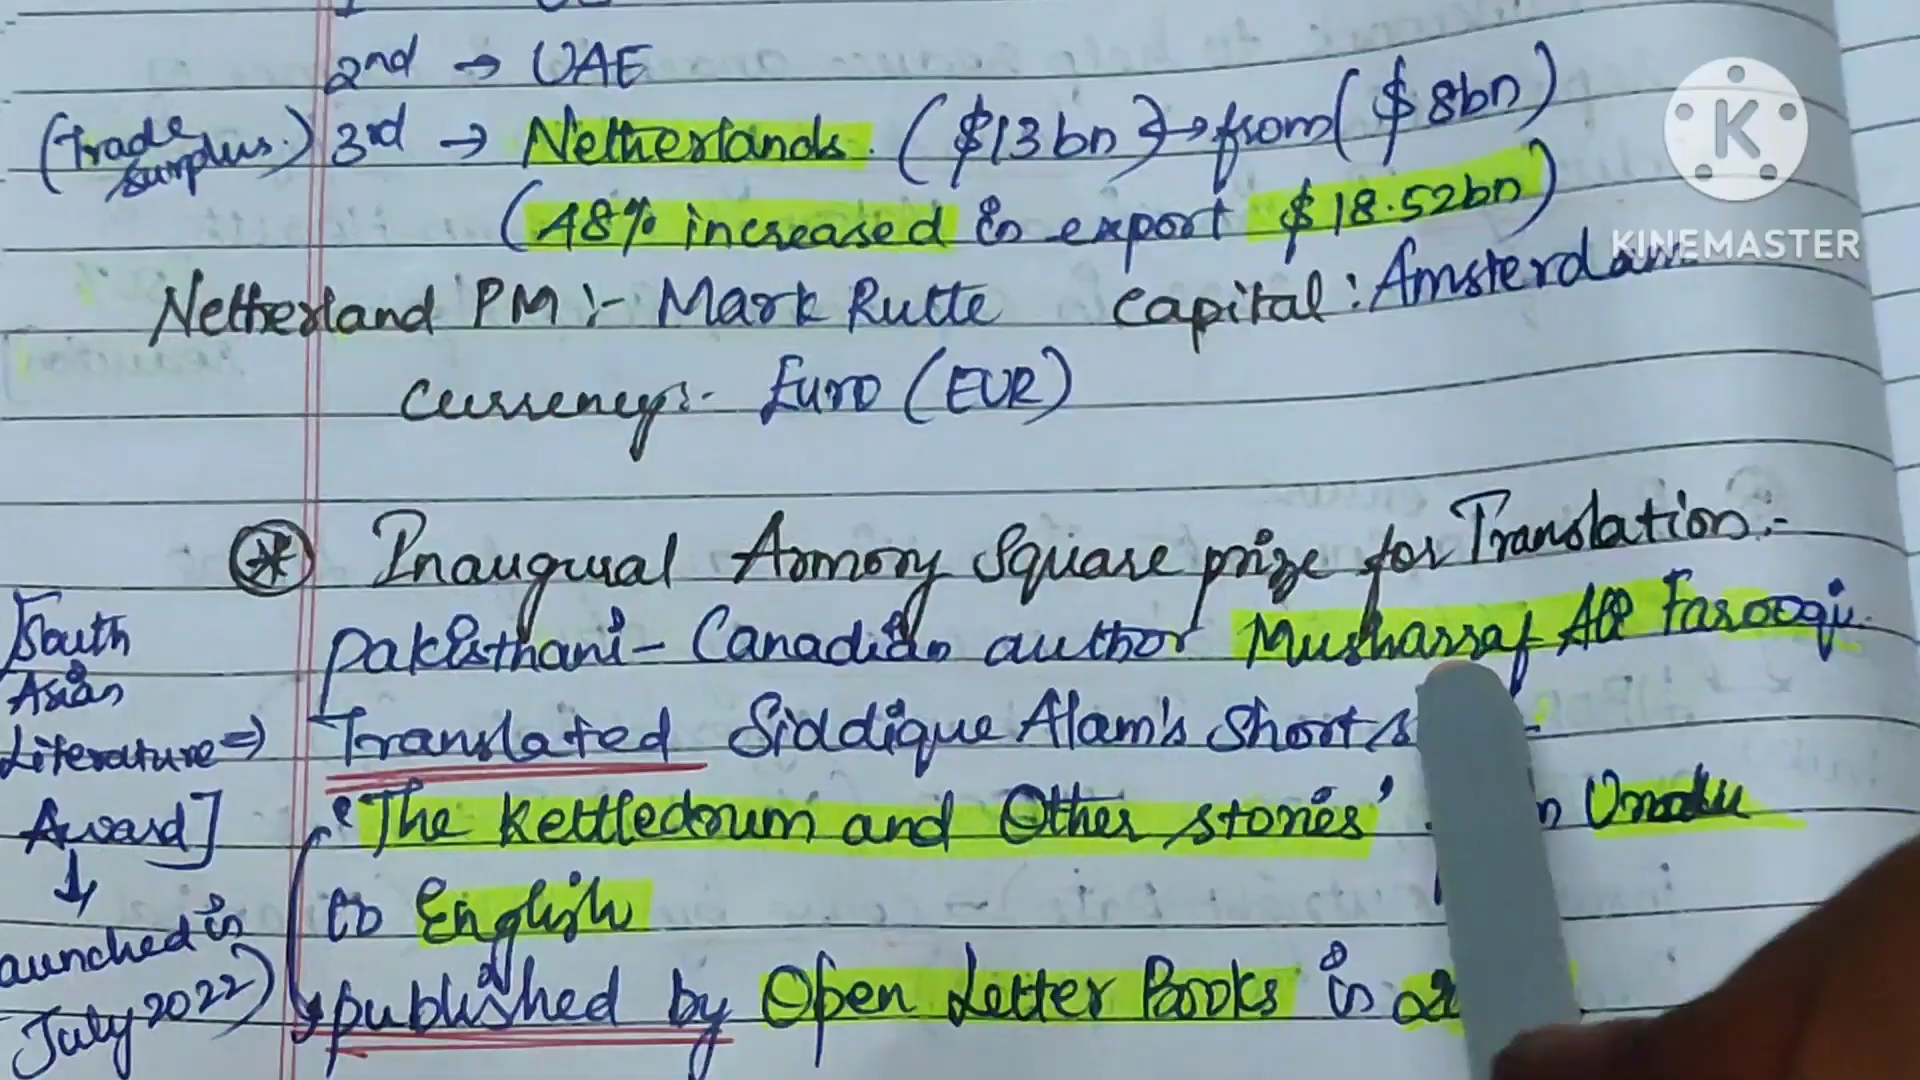 2nd → UAE
(Trade surplus.) 3rd → Netherlands. ($13bn) → from ($8bn)
(48% increased in export $18.52bn)
Netherland PM :- Mark Rutte capital : Amsterdam
currency :- Euro (EUR)
Inaugural Armory Square prize for Translation :-
Pakisthani - Canadian author Musharraf Ali Farooqi
Translated Siddique Alam's Short
'The Kettledrum and Other stories' Urdu
to English
published by Open Letter Books in
[South
Asian
Literature ⇒
Award]
↓
launched in
July 2022)
K
KINEMASTER